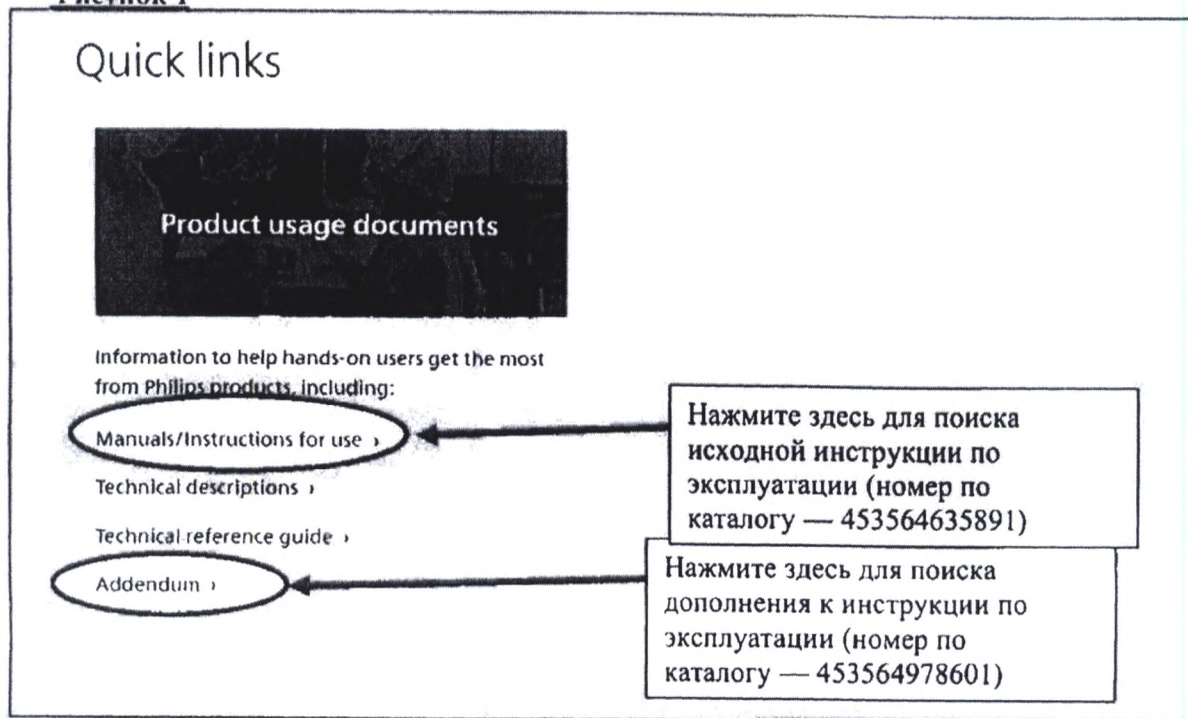 Рисунок 1
Quick links
Product usage documents
Information to help hands-on users get the most
from Philips products, including:
Manuals/Instructions for use ›
Technical descriptions ›
Technical reference guide ›
Addendum ›
Нажмите здесь для поиска
исходной инструкции по
эксплуатации (номер по
каталогу — 453564635891)
Нажмите здесь для поиска
дополнения к инструкции по
эксплуатации (номер по
каталогу — 453564978601)